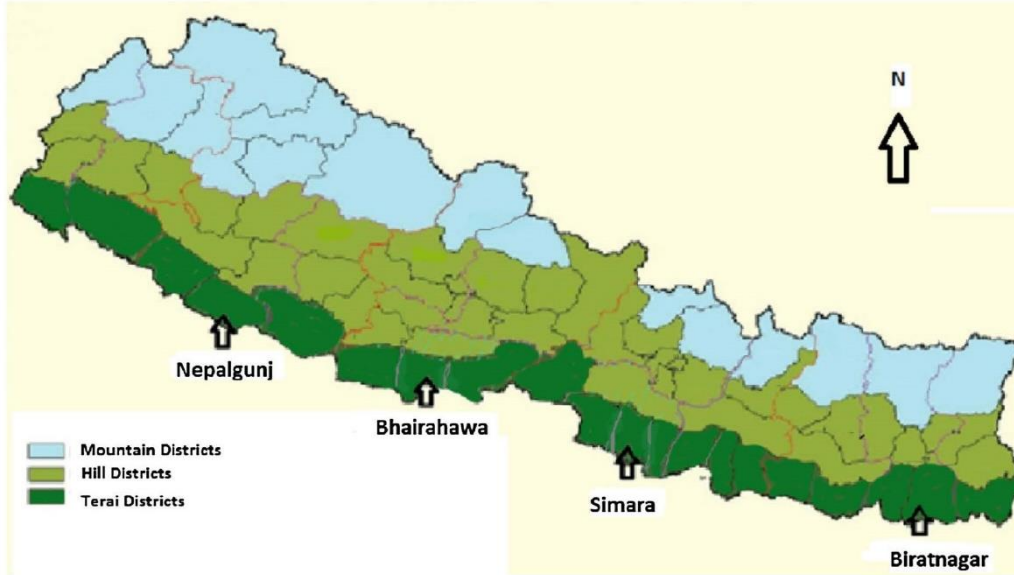 N
Nepalgunj
Bhairahawa
Mountain Districts
Hill Districts
Terai Districts
Simara
Biratnagar